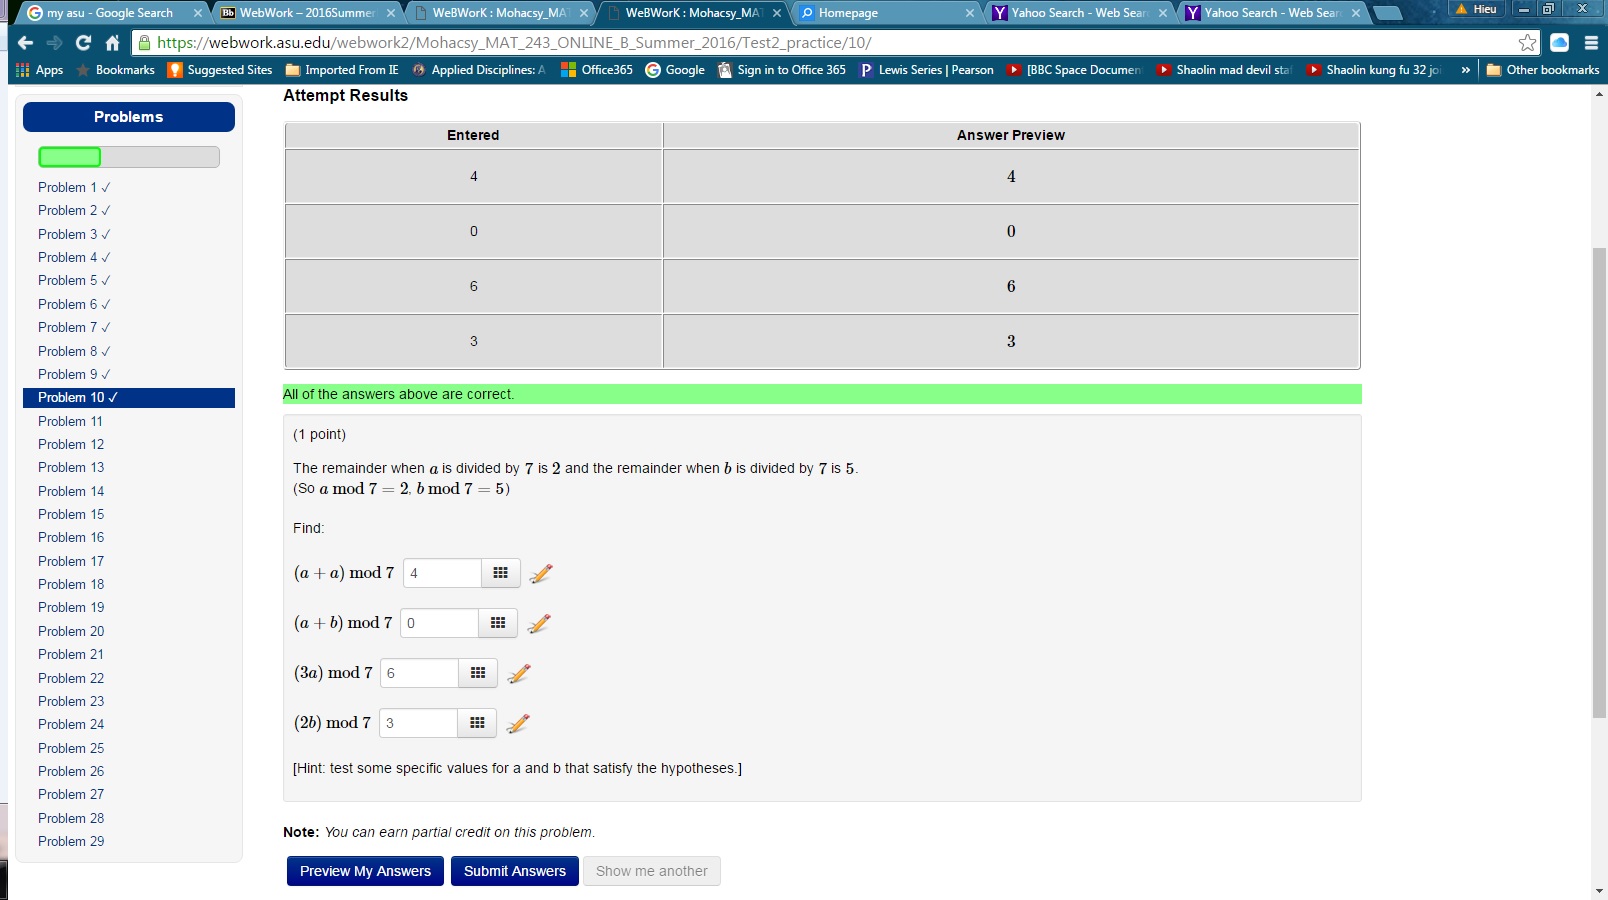 my asu - Google Search
WebWork – 2016Summer
WeBWorK : Mohacsy_MA
WeBWorK : Mohacsy_MAT
Homepage
Yahoo Search - Web Sear
Yahoo Search - Web Sear
Hieu
https://webwork.asu.edu/webwork2/Mohacsy_MAT_243_ONLINE_B_Summer_2016/Test2_practice/10/
Apps Bookmarks Suggested Sites Imported From IE Applied Disciplines: A Office365 Google Sign in to Office 365 Lewis Series | Pearson [BBC Space Documen Shaolin mad devil staf Shaolin kung fu 32 joi » Other bookmarks
Problems
Problem 1 ✓
Problem 2 ✓
Problem 3 ✓
Problem 4 ✓
Problem 5 ✓
Problem 6 ✓
Problem 7 ✓
Problem 8 ✓
Problem 9 ✓
Problem 10 ✓
Problem 11
Problem 12
Problem 13
Problem 14
Problem 15
Problem 16
Problem 17
Problem 18
Problem 19
Problem 20
Problem 21
Problem 22
Problem 23
Problem 24
Problem 25
Problem 26
Problem 27
Problem 28
Problem 29
Attempt Results
Entered Answer Preview
4 4
0 0
6 6
3 3
All of the answers above are correct.
(1 point)
The remainder when a is divided by 7 is 2 and the remainder when b is divided by 7 is 5.
(So a mod 7 = 2, b mod 7 = 5)
Find:
(a + a) mod 7 4
(a + b) mod 7 0
(3a) mod 7 6
(2b) mod 7 3
[Hint: test some specific values for a and b that satisfy the hypotheses.]
Note: You can earn partial credit on this problem.
Preview My Answers Submit Answers Show me another